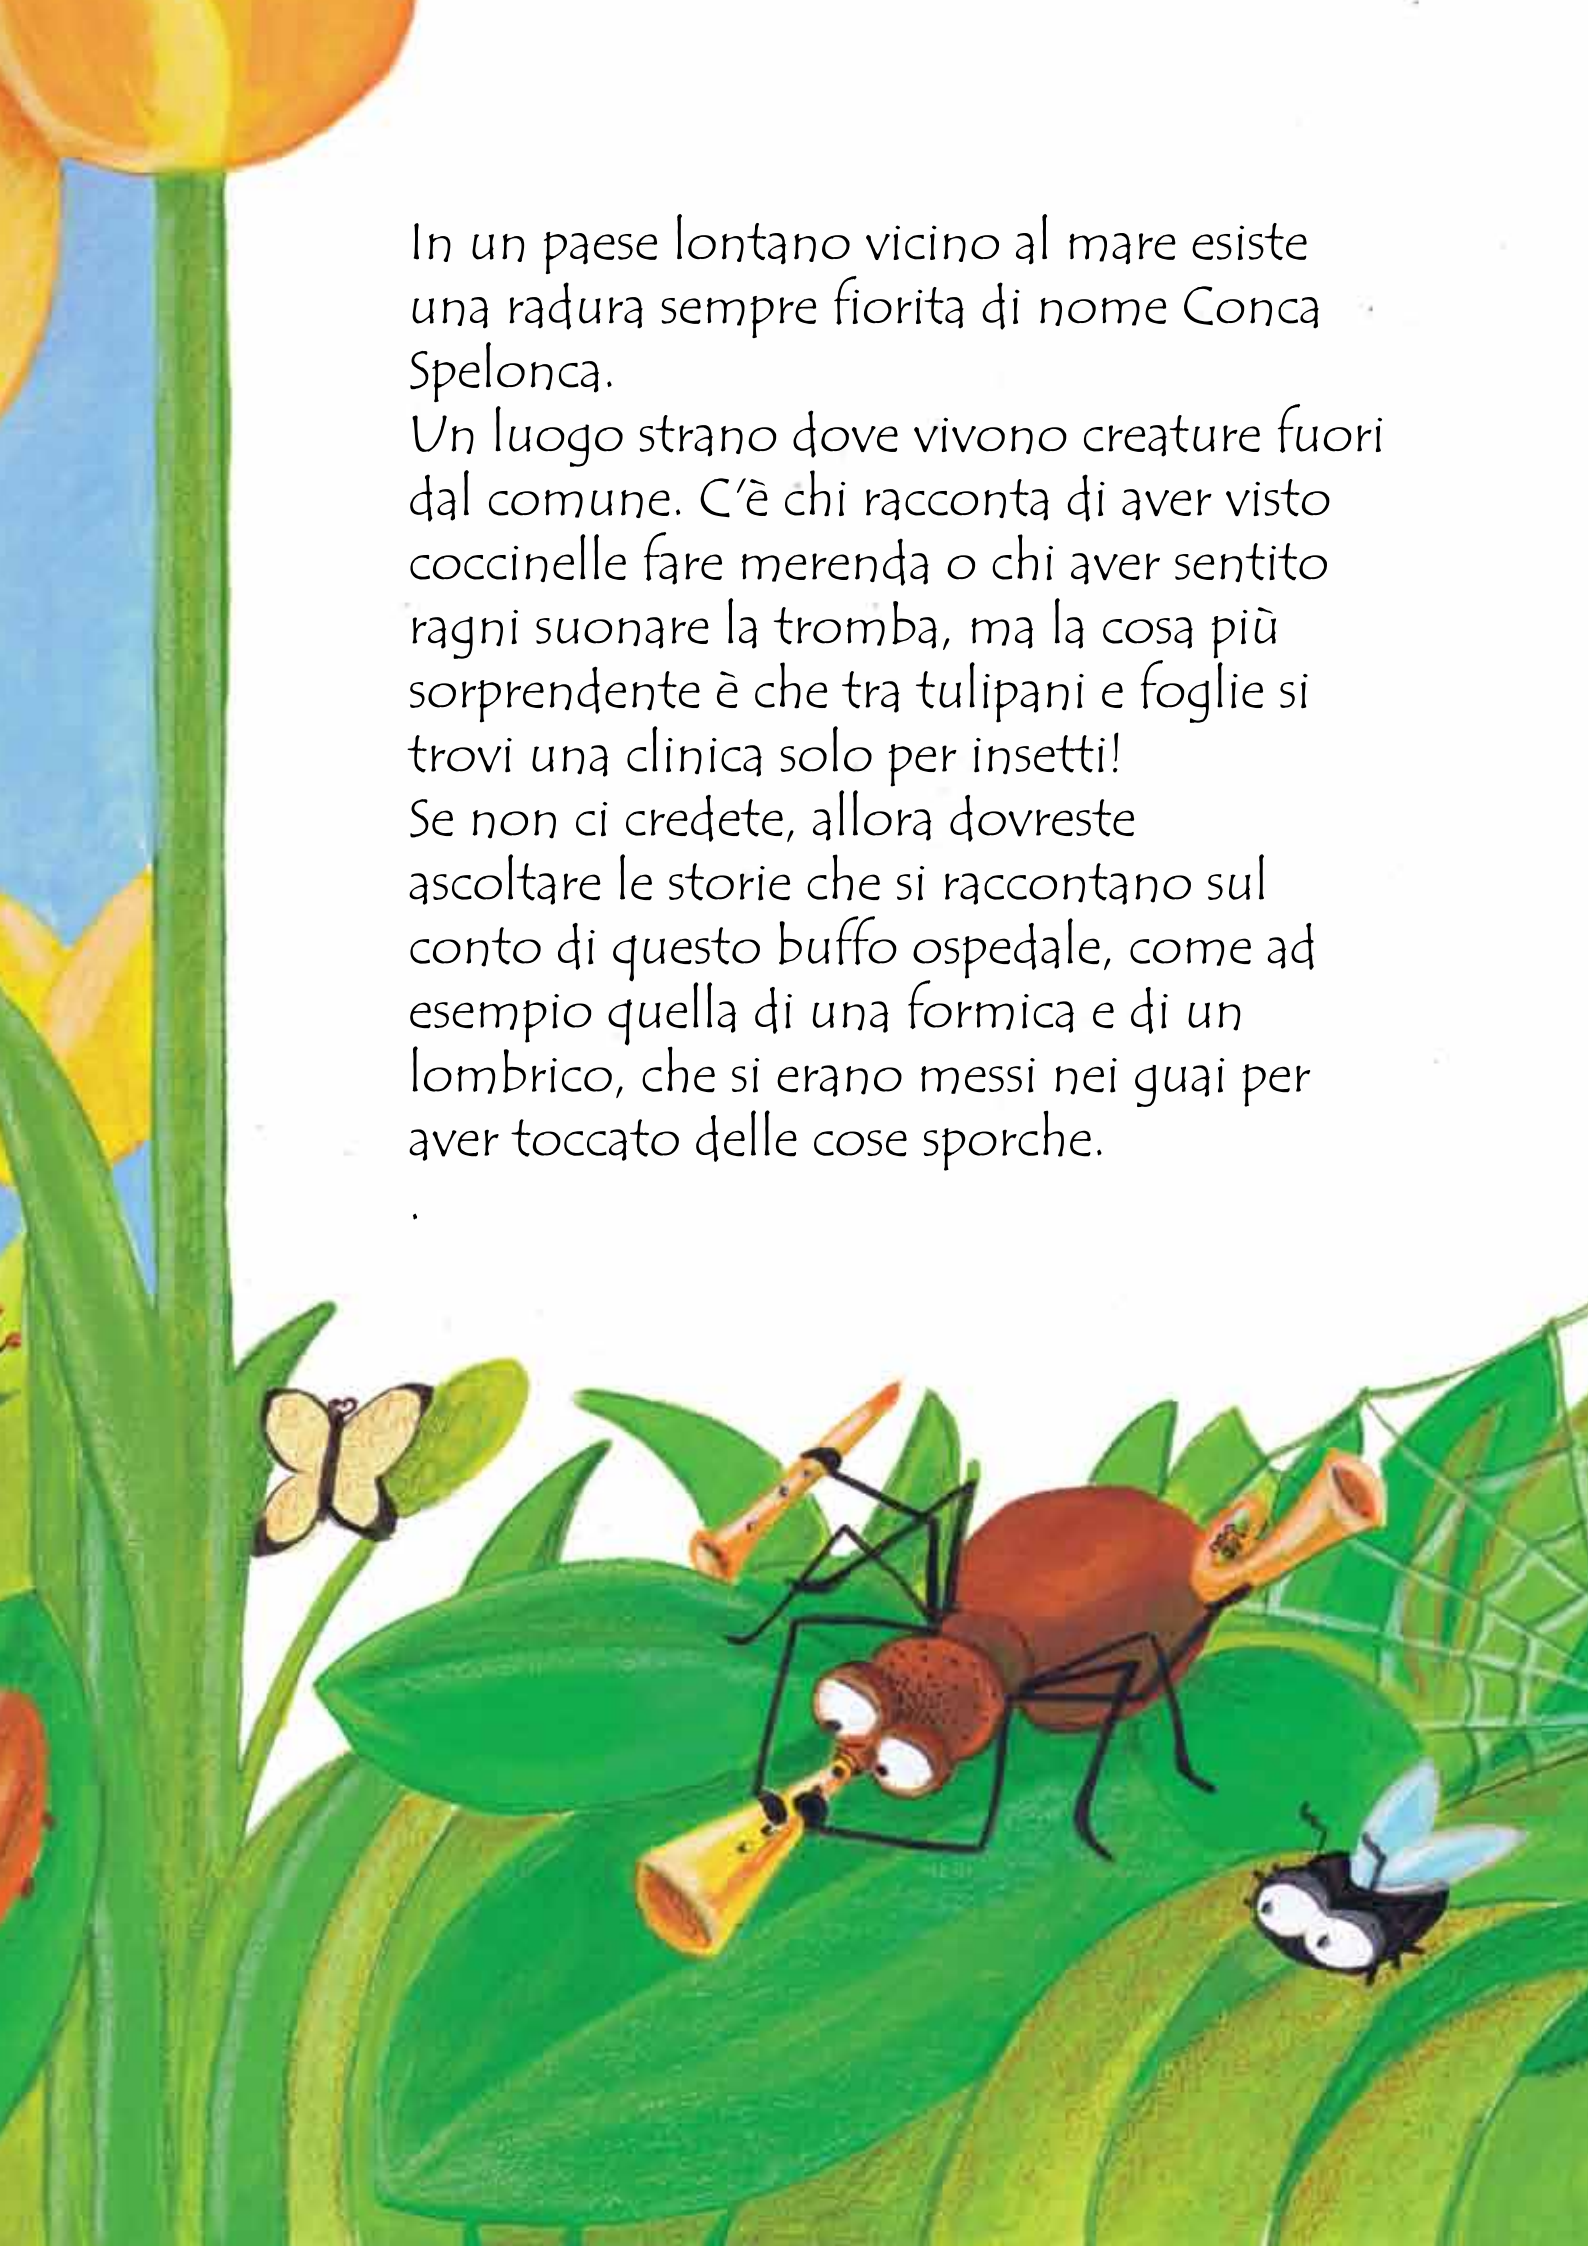 In un paese lontano vicino al mare esiste
una radura sempre fiorita di nome Conca
Spelonca.
Un luogo strano dove vivono creature fuori
dal comune. C'è chi racconta di aver visto
coccinelle fare merenda o chi aver sentito
ragni suonare la tromba, ma la cosa più
sorprendente è che tra tulipani e foglie si
trovi una clinica solo per insetti!
Se non ci credete, allora dovreste
ascoltare le storie che si raccontano sul
conto di questo buffo ospedale, come ad
esempio quella di una formica e di un
lombrico, che si erano messi nei guai per
aver toccato delle cose sporche.
.